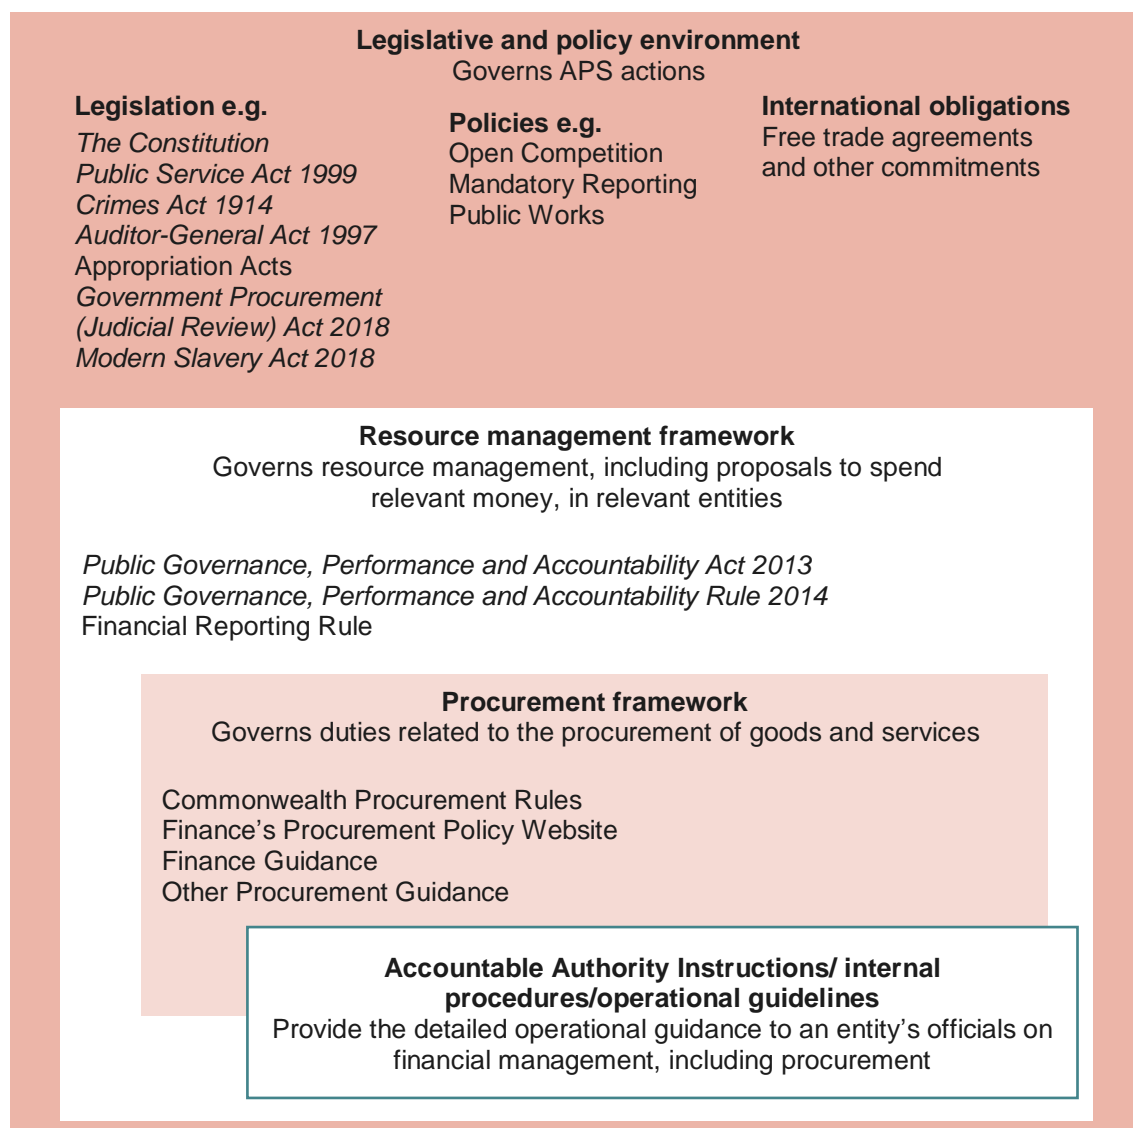 Legislative and policy environment
Governs APS actions
Legislation e.g.
The Constitution
Public Service Act 1999
Crimes Act 1914
Auditor-General Act 1997
Appropriation Acts
Government Procurement
(Judicial Review) Act 2018
Modern Slavery Act 2018
Policies e.g.
Open Competition
Mandatory Reporting
Public Works
International obligations
Free trade agreements
and other commitments
Resource management framework
Governs resource management, including proposals to spend
relevant money, in relevant entities
Public Governance, Performance and Accountability Act 2013
Public Governance, Performance and Accountability Rule 2014
Financial Reporting Rule
Procurement framework
Governs duties related to the procurement of goods and services
Commonwealth Procurement Rules
Finance’s Procurement Policy Website
Finance Guidance
Other Procurement Guidance
Accountable Authority Instructions/ internal
procedures/operational guidelines
Provide the detailed operational guidance to an entity’s officials on
financial management, including procurement